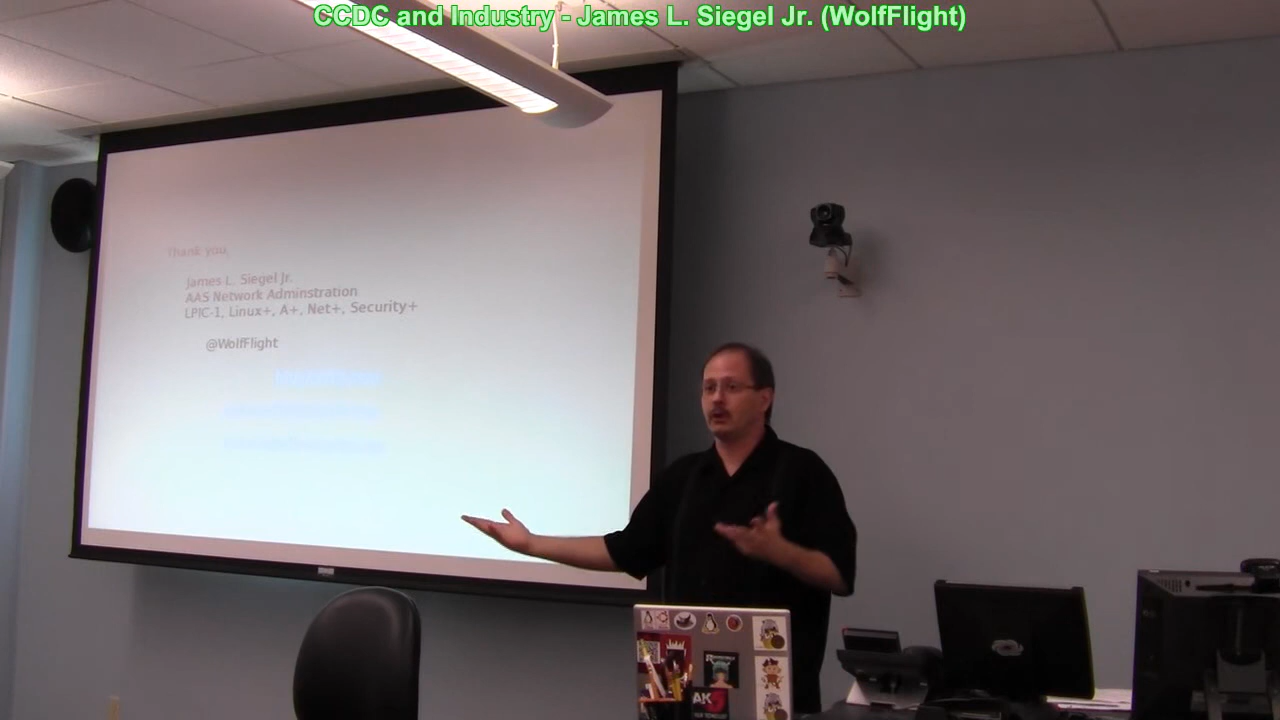 CCDC and Industry - James L. Siegel Jr. (WolfFlight)
Thank you,
James L. Siegel Jr.
AAS Network Adminstration
LPIC-1, Linux+, A+, Net+, Security+
@WolfFlight